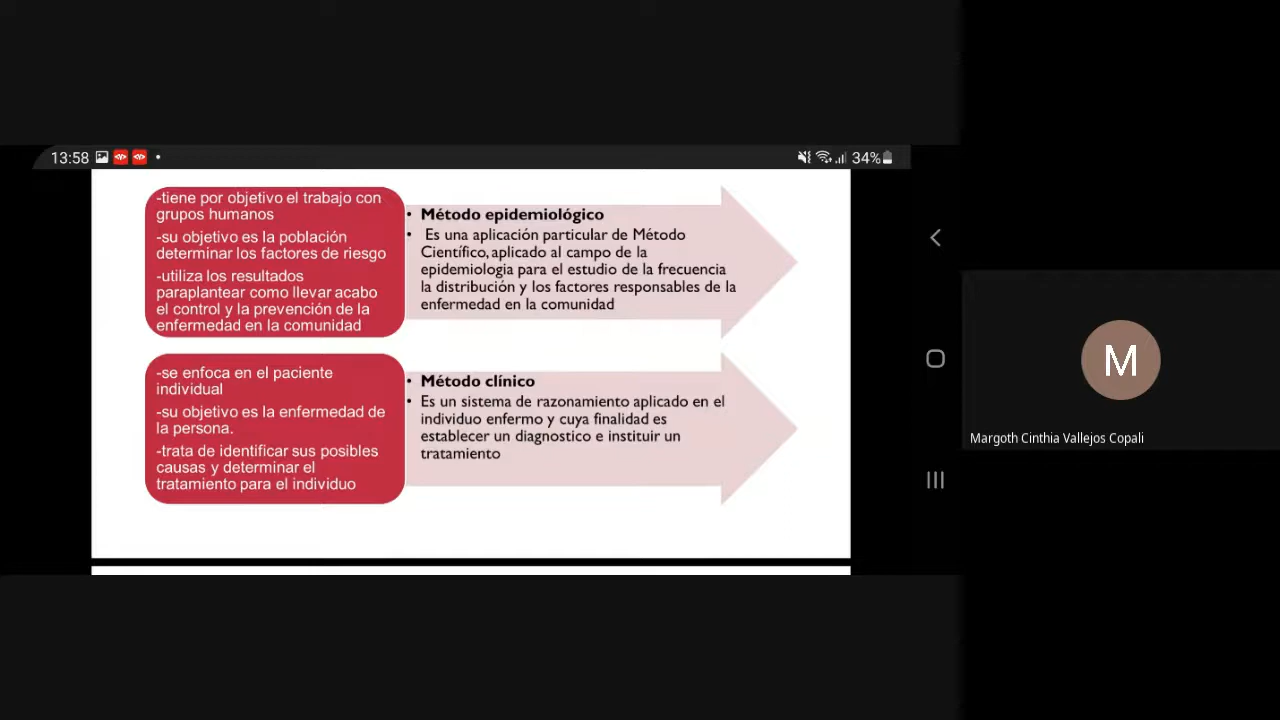 13:58
34%
-tiene por objetivo el trabajo con
grupos humanos
-su objetivo es la población
determinar los factores de riesgo
-utiliza los resultados
paraplantear como llevar acabo
el control y la prevención de la
enfermedad en la comunidad
• Método epidemiológico
• Es una aplicación particular de Método
Científico, aplicado al campo de la
epidemiologia para el estudio de la frecuencia
la distribución y los factores responsables de la
enfermedad en la comunidad
-se enfoca en el paciente
individual
-su objetivo es la enfermedad de
la persona.
-trata de identificar sus posibles
causas y determinar el
tratamiento para el individuo
• Método clínico
• Es un sistema de razonamiento aplicado en el
individuo enfermo y cuya finalidad es
establecer un diagnostico e instituir un
tratamiento
M
Margoth Cinthia Vallejos Copali